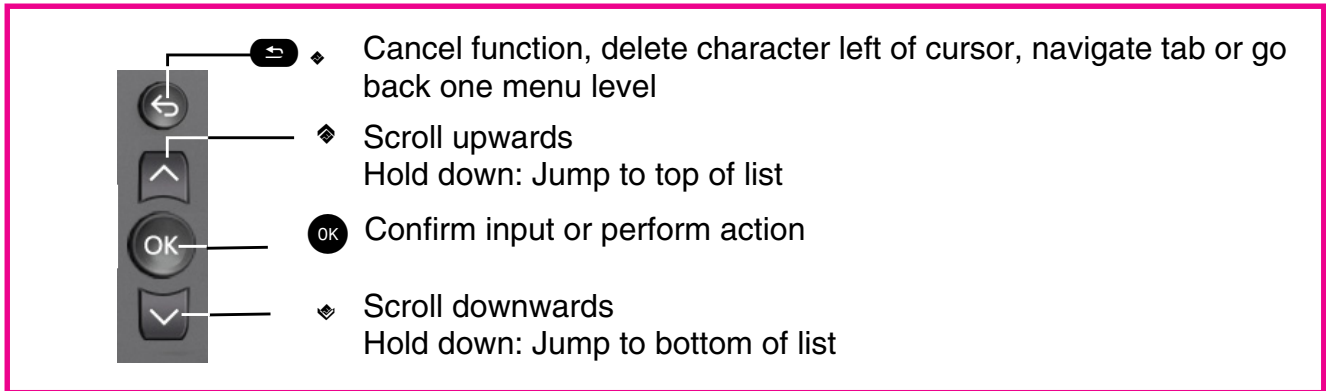 Cancel function, delete character left of cursor, navigate tab or go
back one menu level
Scroll upwards
Hold down: Jump to top of list
OK OK Confirm input or perform action
Scroll downwards
Hold down: Jump to bottom of list